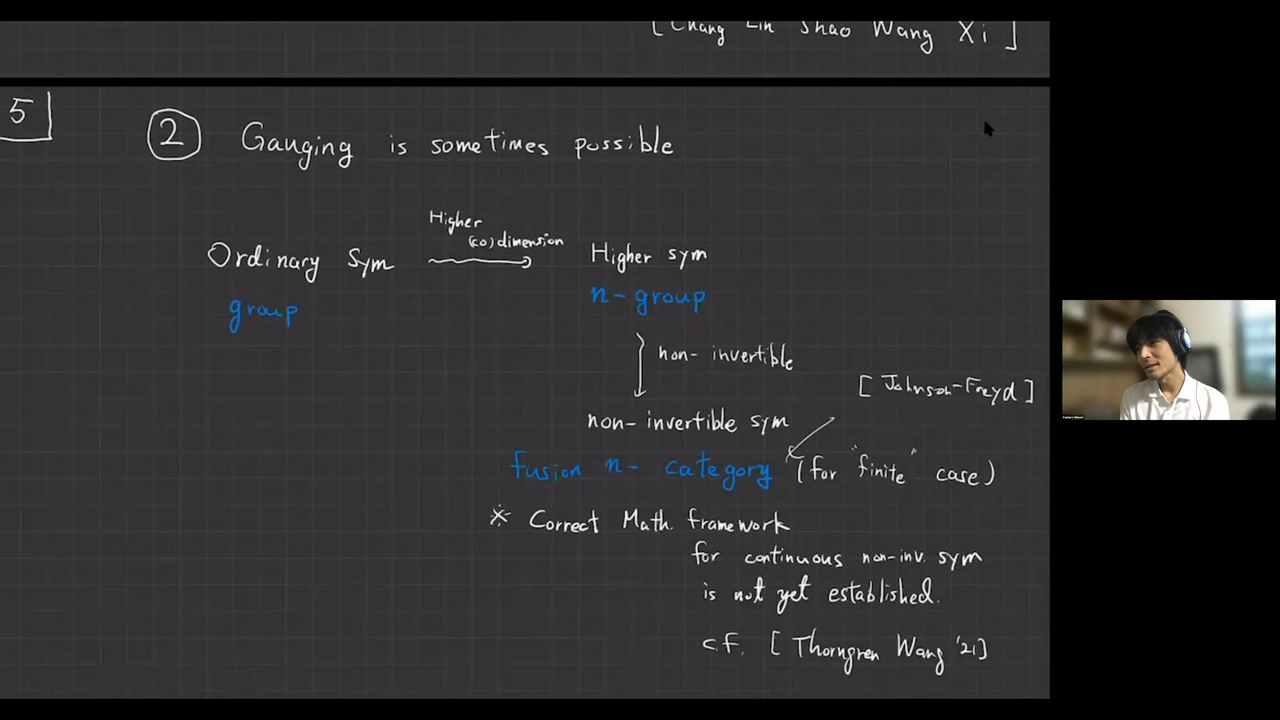 [Chang Lin Shao Wang Xi]
5
② Gauging is sometimes possible
Higher
(co)dimension
Ordinary Sym
Higher sym
group
n-group
non-invertible
[Johnson-Freyd]
non-invertible sym
fusion n-category (for "finite" case)
※ Correct Math. framework
for continuous non-inv. sym
is not yet established.
cf. [Thorngren Wang '21]